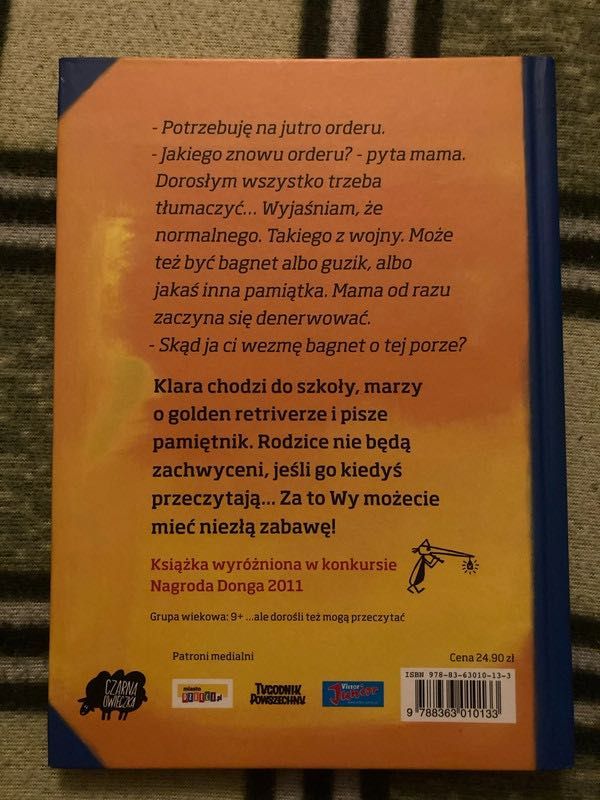 - Potrzebuję na jutro orderu.
- Jakiego znowu orderu? - pyta mama.
Dorosłym wszystko trzeba
tłumaczyć... Wyjaśniam, że
normalnego. Takiego z wojny. Może
też być bagnet albo guzik, albo
jakaś inna pamiątka. Mama od razu
zaczyna się denerwować.
- Skąd ja ci wezmę bagnet o tej porze?
Klara chodzi do szkoły, marzy
o golden retriverze i pisze
pamiętnik. Rodzice nie będą
zachwyceni, jeśli go kiedyś
przeczytają... Za to Wy możecie
mieć niezłą zabawę!
Książka wyróżniona w konkursie
Nagroda Donga 2011
Grupa wiekowa: 9+ ...ale dorośli też mogą przeczytać
Patroni medialni
Cena 24.90 zł
ISBN 978-83-63010-13-3
CZARNA
OWIECZKA
miasto
DZIECI.pl
TYGODNIK
POWSZECHNY
Victor
Junior
9 788363 010133